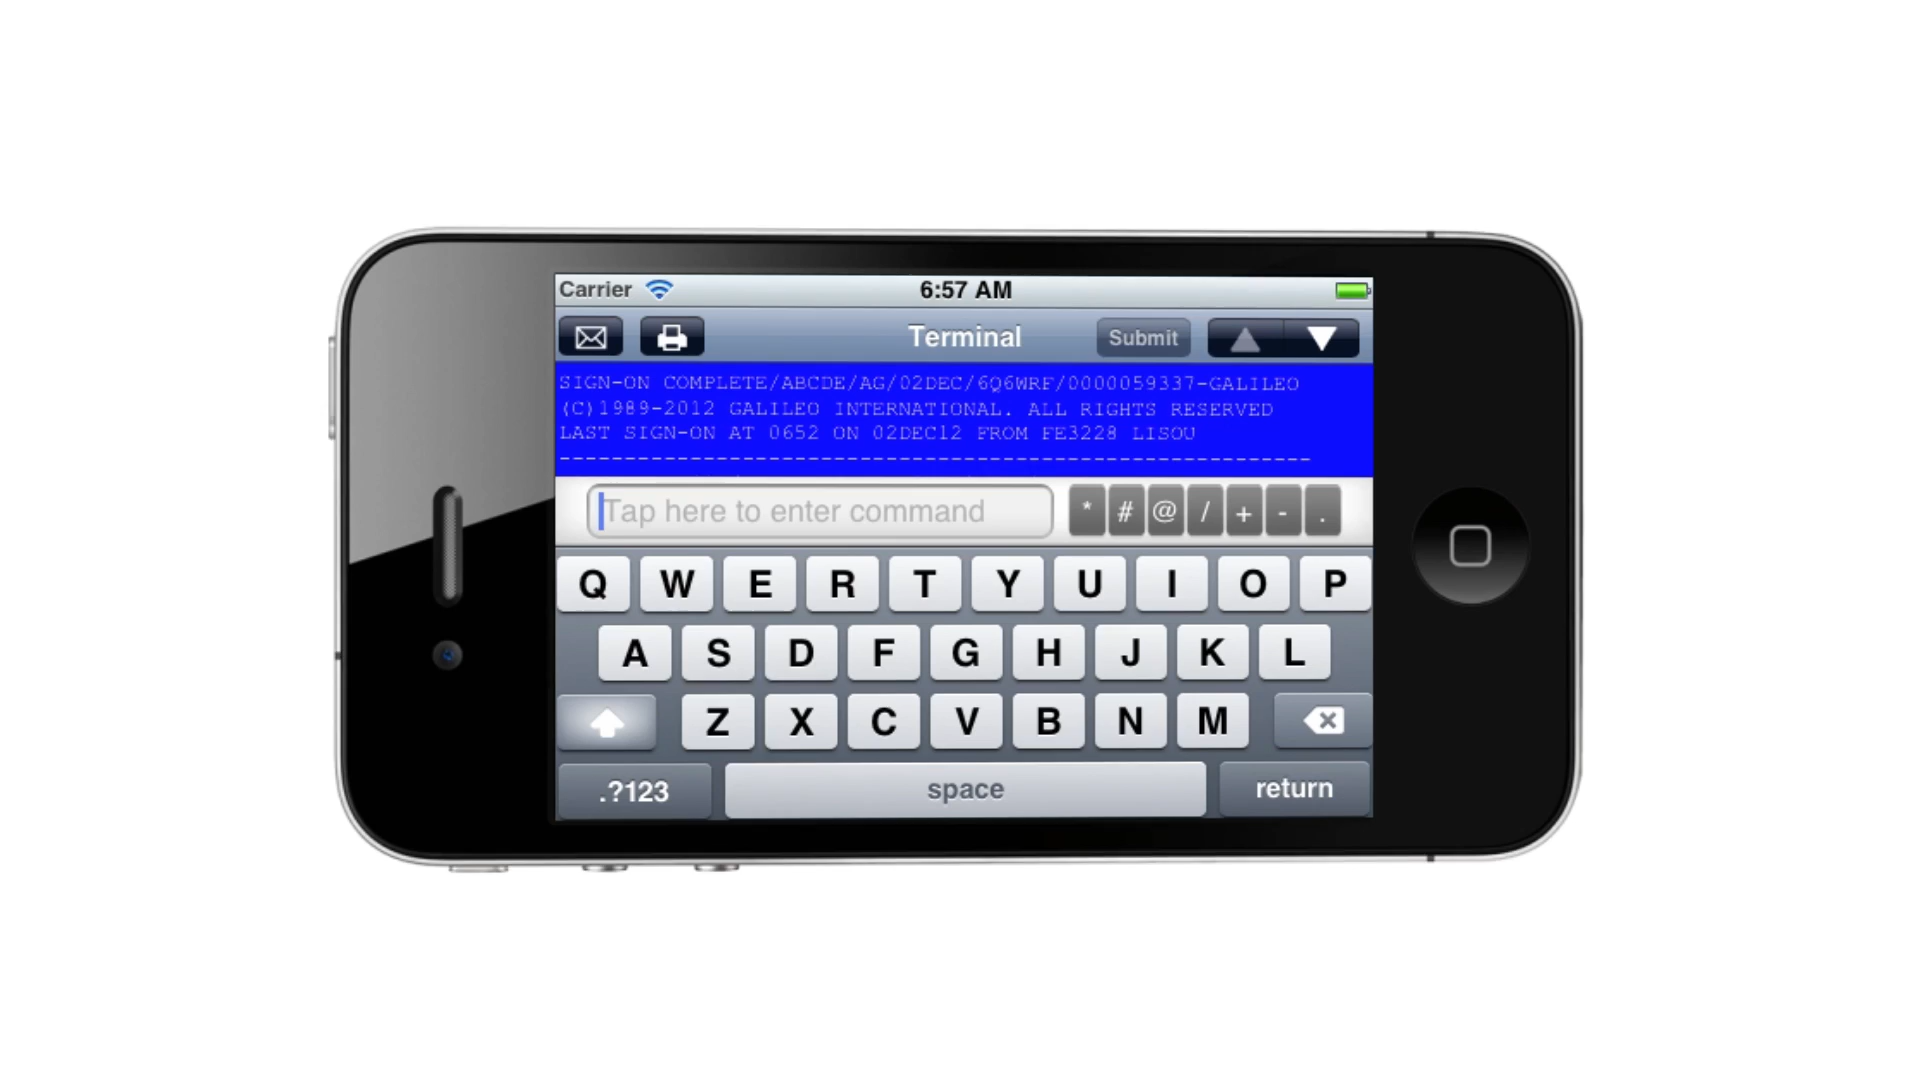 Carrier 6:57 AM
Terminal Submit
SIGN-ON COMPLETE/ABCDE/AG/02DEC/6Q6WRF/0000059337-GALILEO
(C)1989-2012 GALILEO INTERNATIONAL. ALL RIGHTS RESERVED
LAST SIGN-ON AT 0652 ON 02DEC12 FROM FE3228 LISOU
----------------------------------------------------------
Tap here to enter command * # @ / + - .
Q W E R T Y U I O P
A S D F G H J K L
Z X C V B N M
.?123 space return